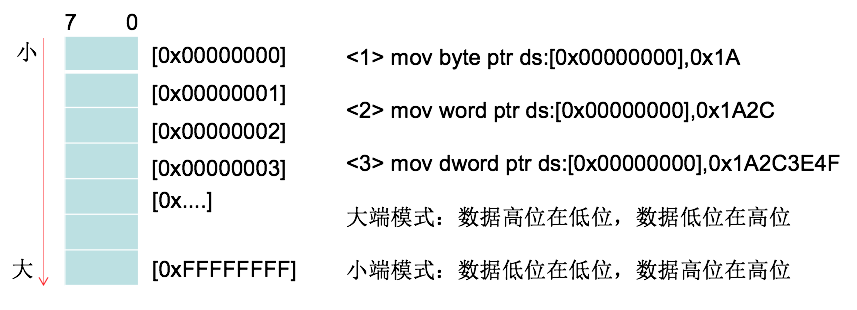 7 0
小
[0x00000000] <1> mov byte ptr ds:[0x00000000],0x1A
[0x00000001]
<2> mov word ptr ds:[0x00000000],0x1A2C
[0x00000002]
[0x00000003] <3> mov dword ptr ds:[0x00000000],0x1A2C3E4F
[0x....]
大端模式：数据高位在低位，数据低位在高位
大 [0xFFFFFFFF] 小端模式：数据低位在低位，数据高位在高位